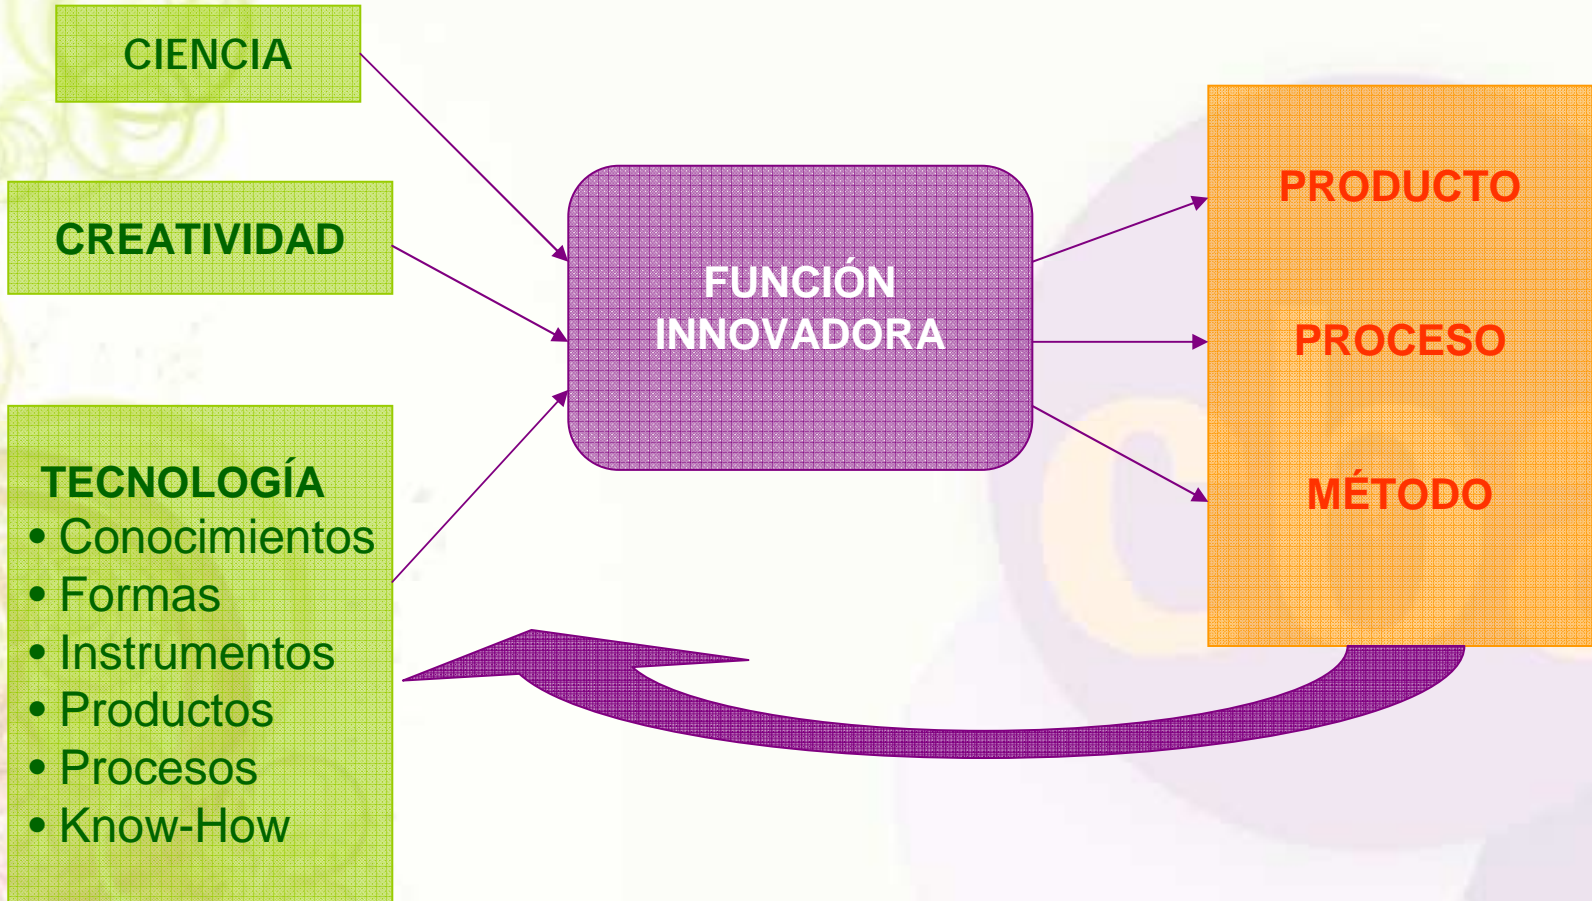 CIENCIA
CREATIVIDAD
TECNOLOGÍA
• Conocimientos
• Formas
• Instrumentos
• Productos
• Procesos
• Know-How
FUNCIÓN
INNOVADORA
PRODUCTO
PROCESO
MÉTODO